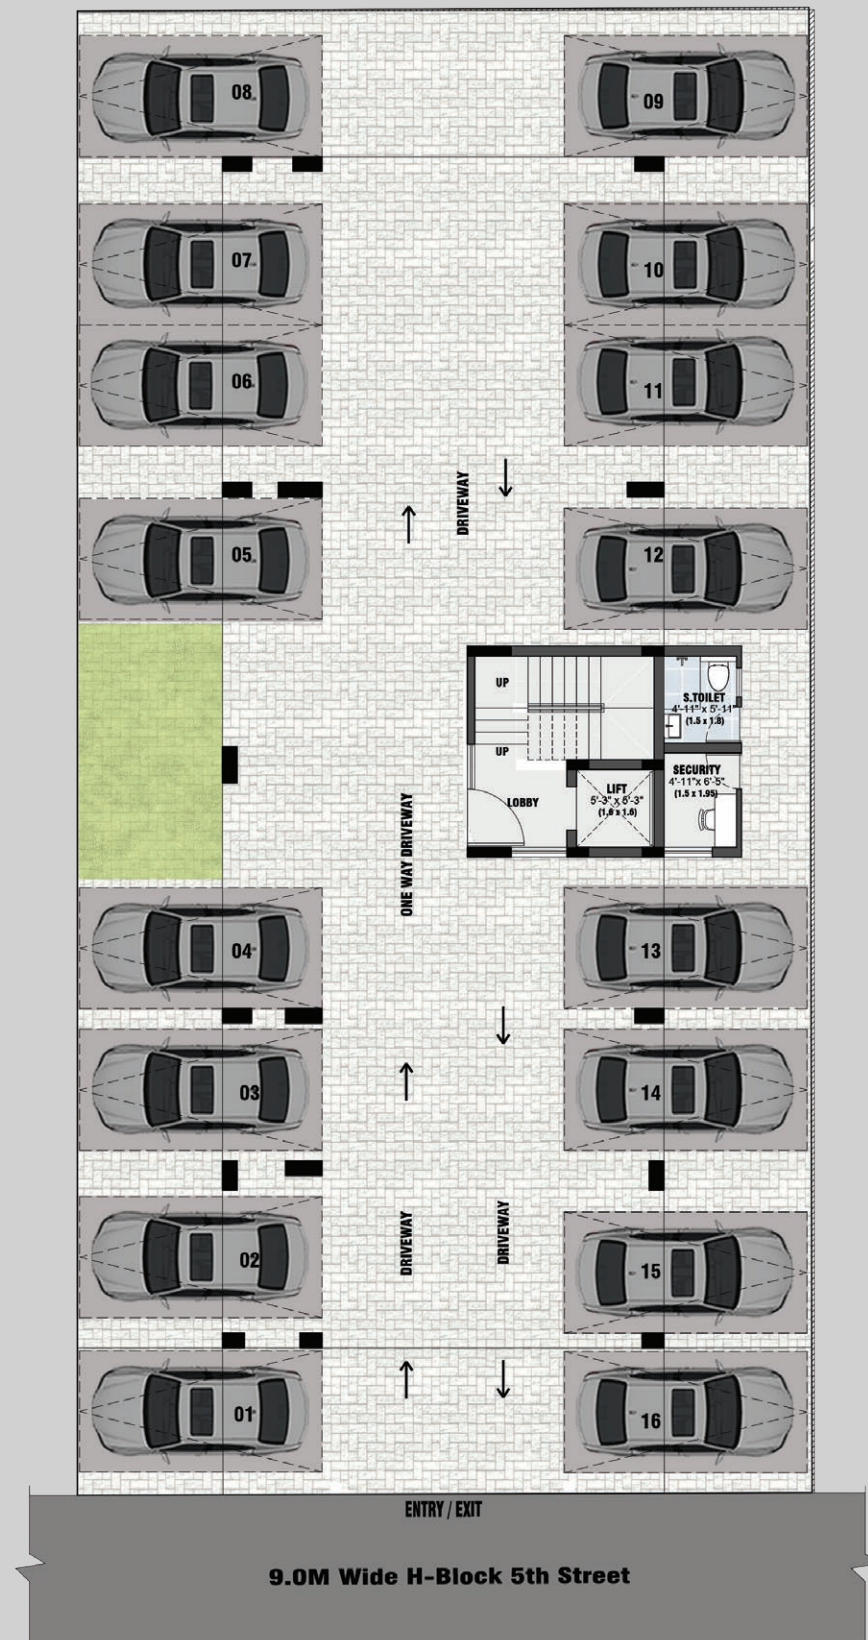 08
09
07
10
06
11
DRIVEWAY
05
12
UP
S.TOILET
4'-11" x 5'-11"
(1.5 x 1.8)
UP
SECURITY
4'-11"x 6'-5"
(1.5 x 1.95)
LIFT
5'-3" x 5'-3"
(1.6 x 1.6)
LOBBY
ONE WAY DRIVEWAY
04
13
03
14
DRIVEWAY
DRIVEWAY
02
15
01
16
ENTRY / EXIT
9.0M Wide H-Block 5th Street